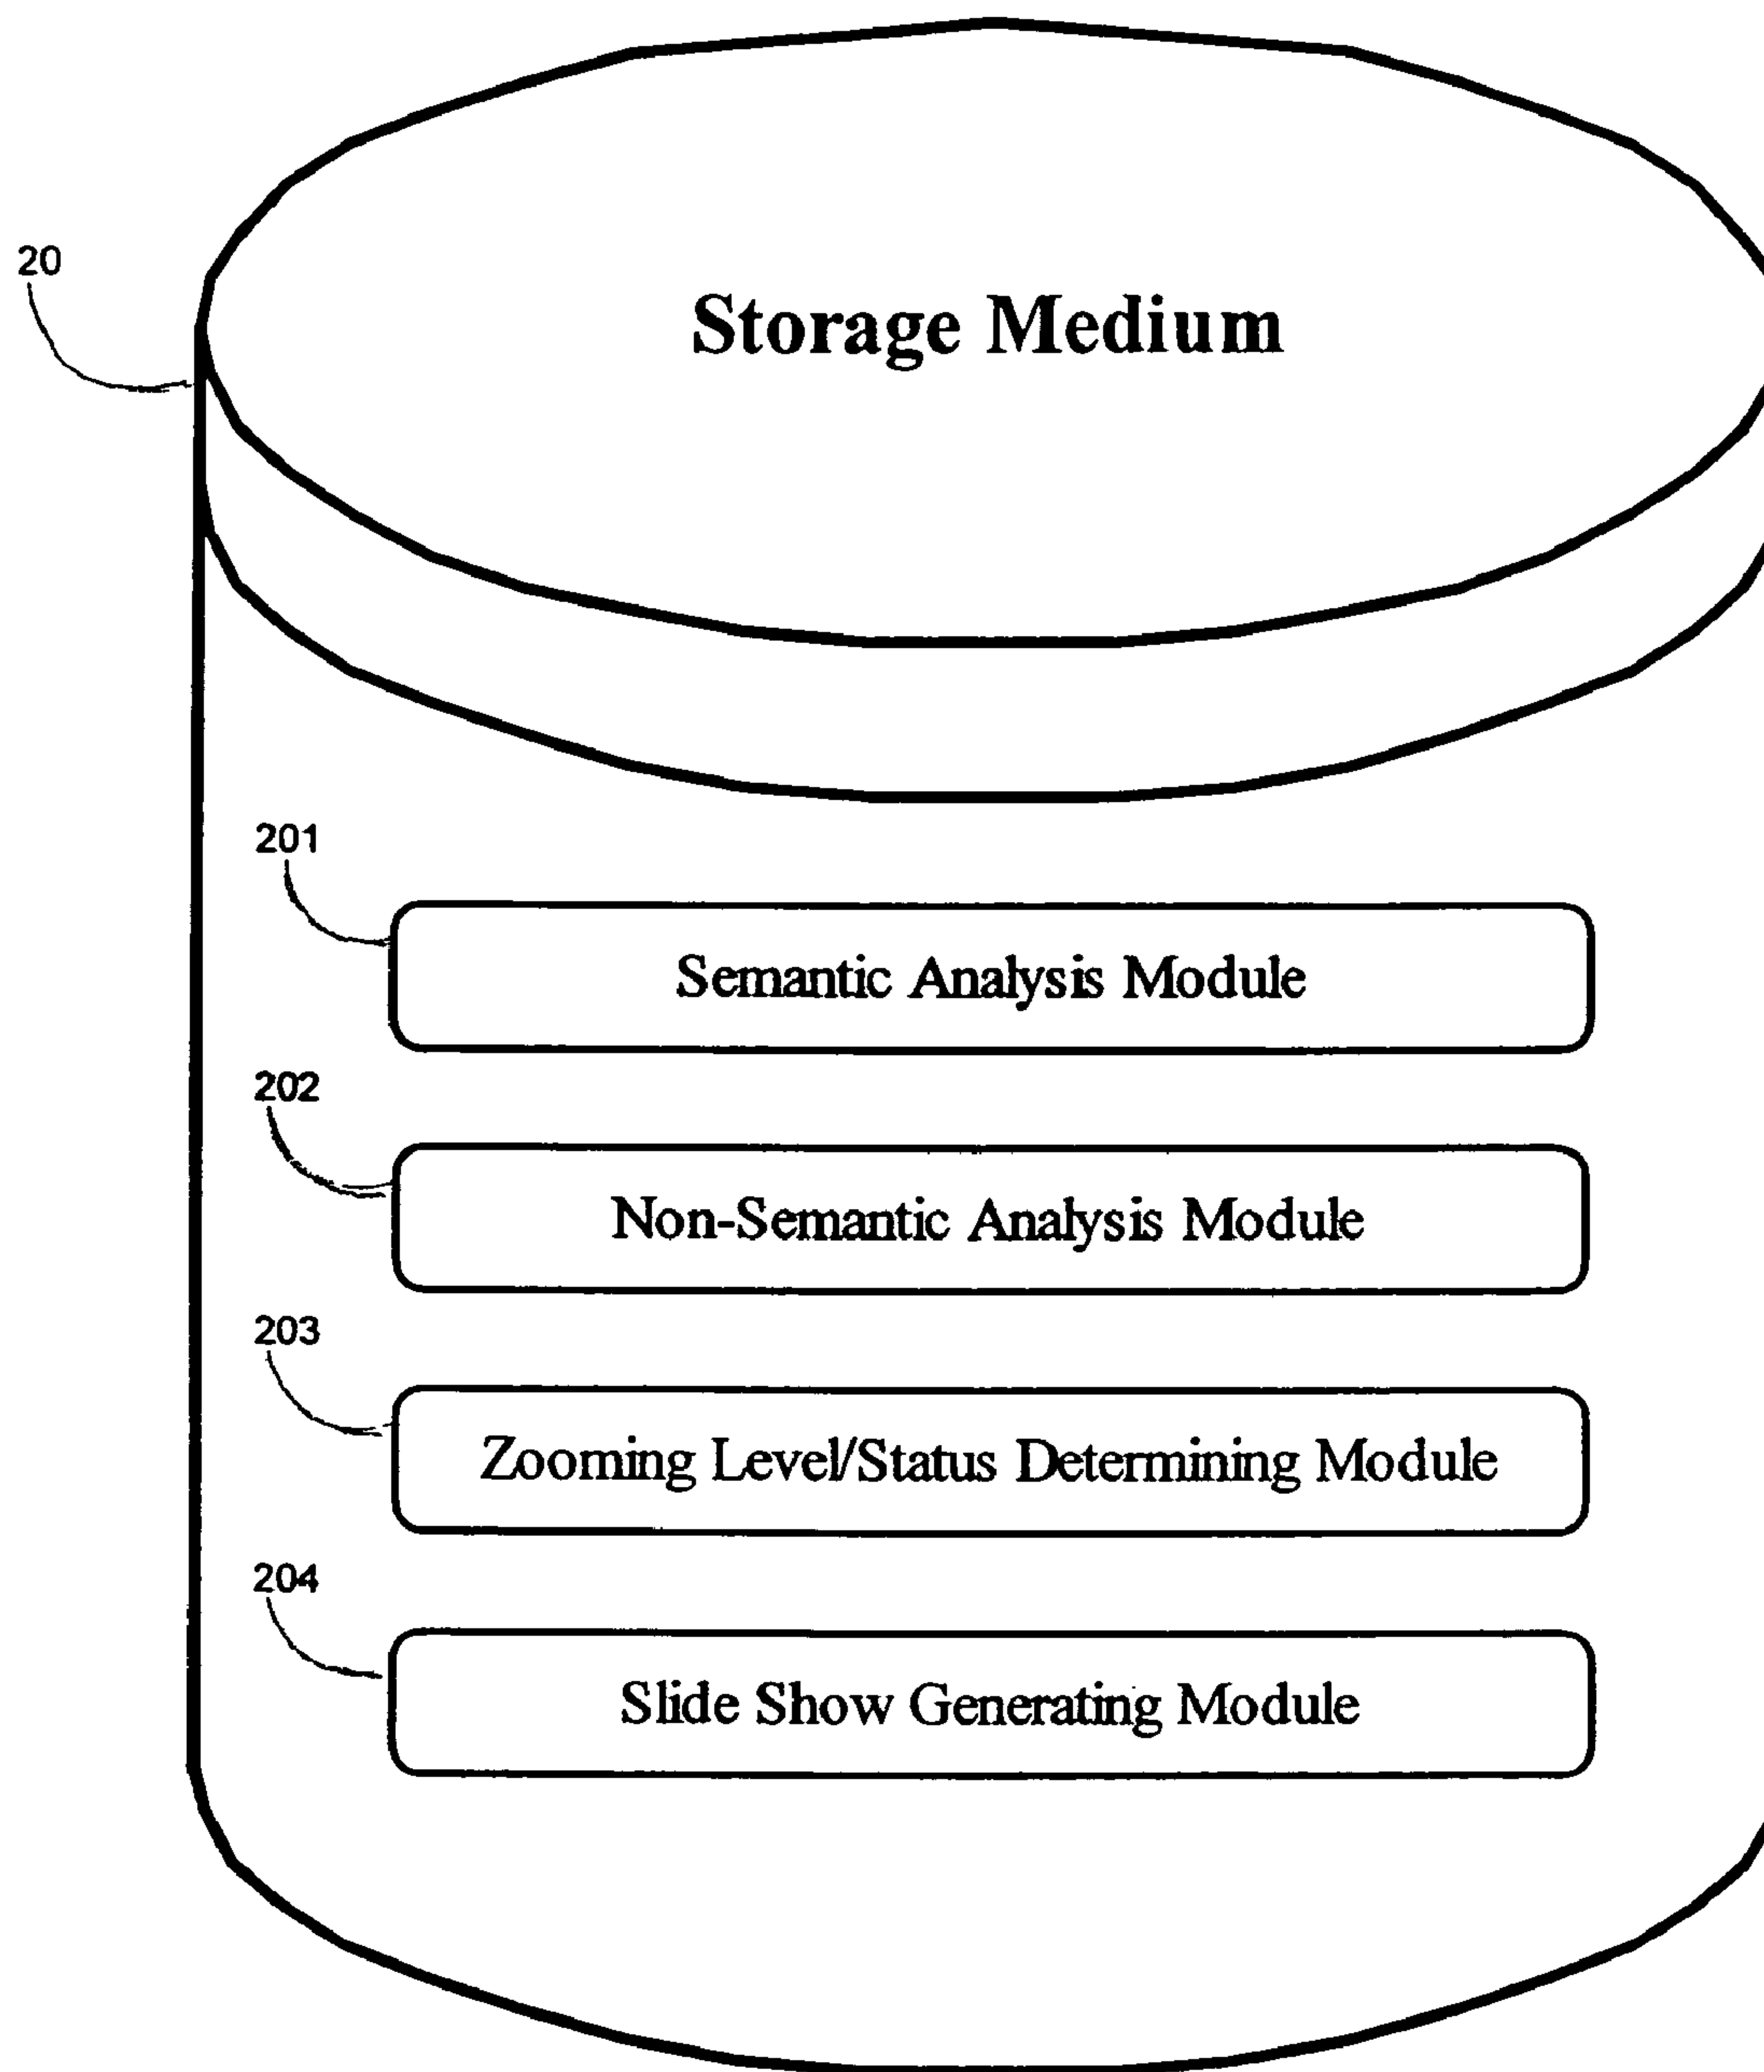 20
Storage Medium
201
Semantic Analysis Module
202
Non-Semantic Analysis Module
203
Zooming Level/Status Determining Module
204
Slide Show Generating Module